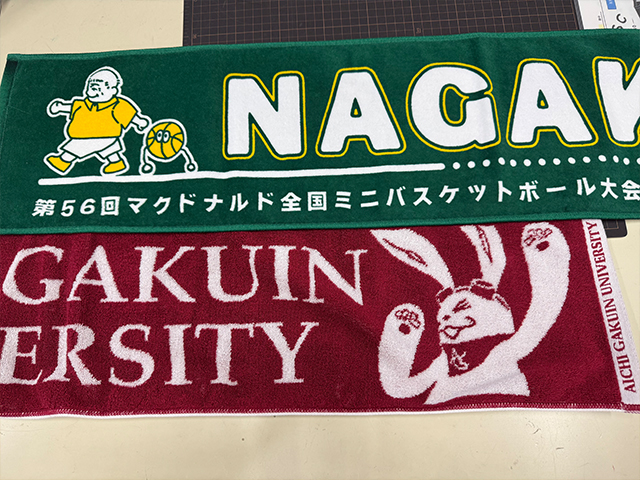 NAGA
第56回マクドナルド全国ミニバスケットボール大会
GAKUIN
ERSITY
AICHI GAKUIN UNIVERSITY